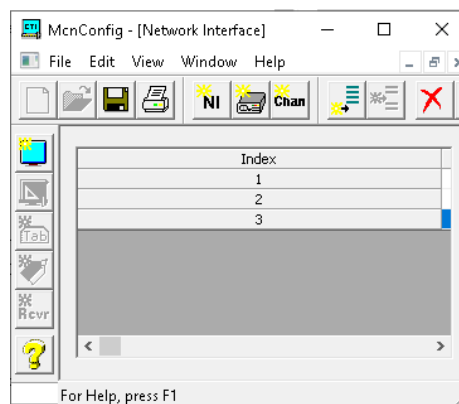 CTI McnConfig - [Network Interface]
File Edit View Window Help
NI Chan
Index
1
2
3
Tab
Rcvr
For Help, press F1